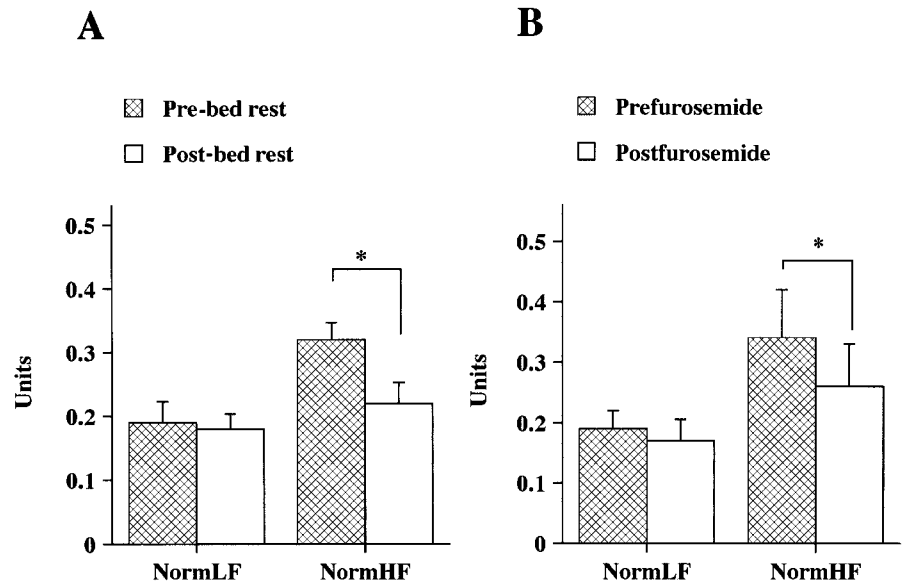 A
Pre-bed rest
Post-bed rest
0.5
0.4
0.3
0.2
0.1
0
Units
*
NormLF
NormHF
B
Prefurosemide
Postfurosemide
0.5
0.4
0.3
0.2
0.1
0
Units
*
NormLF
NormHF